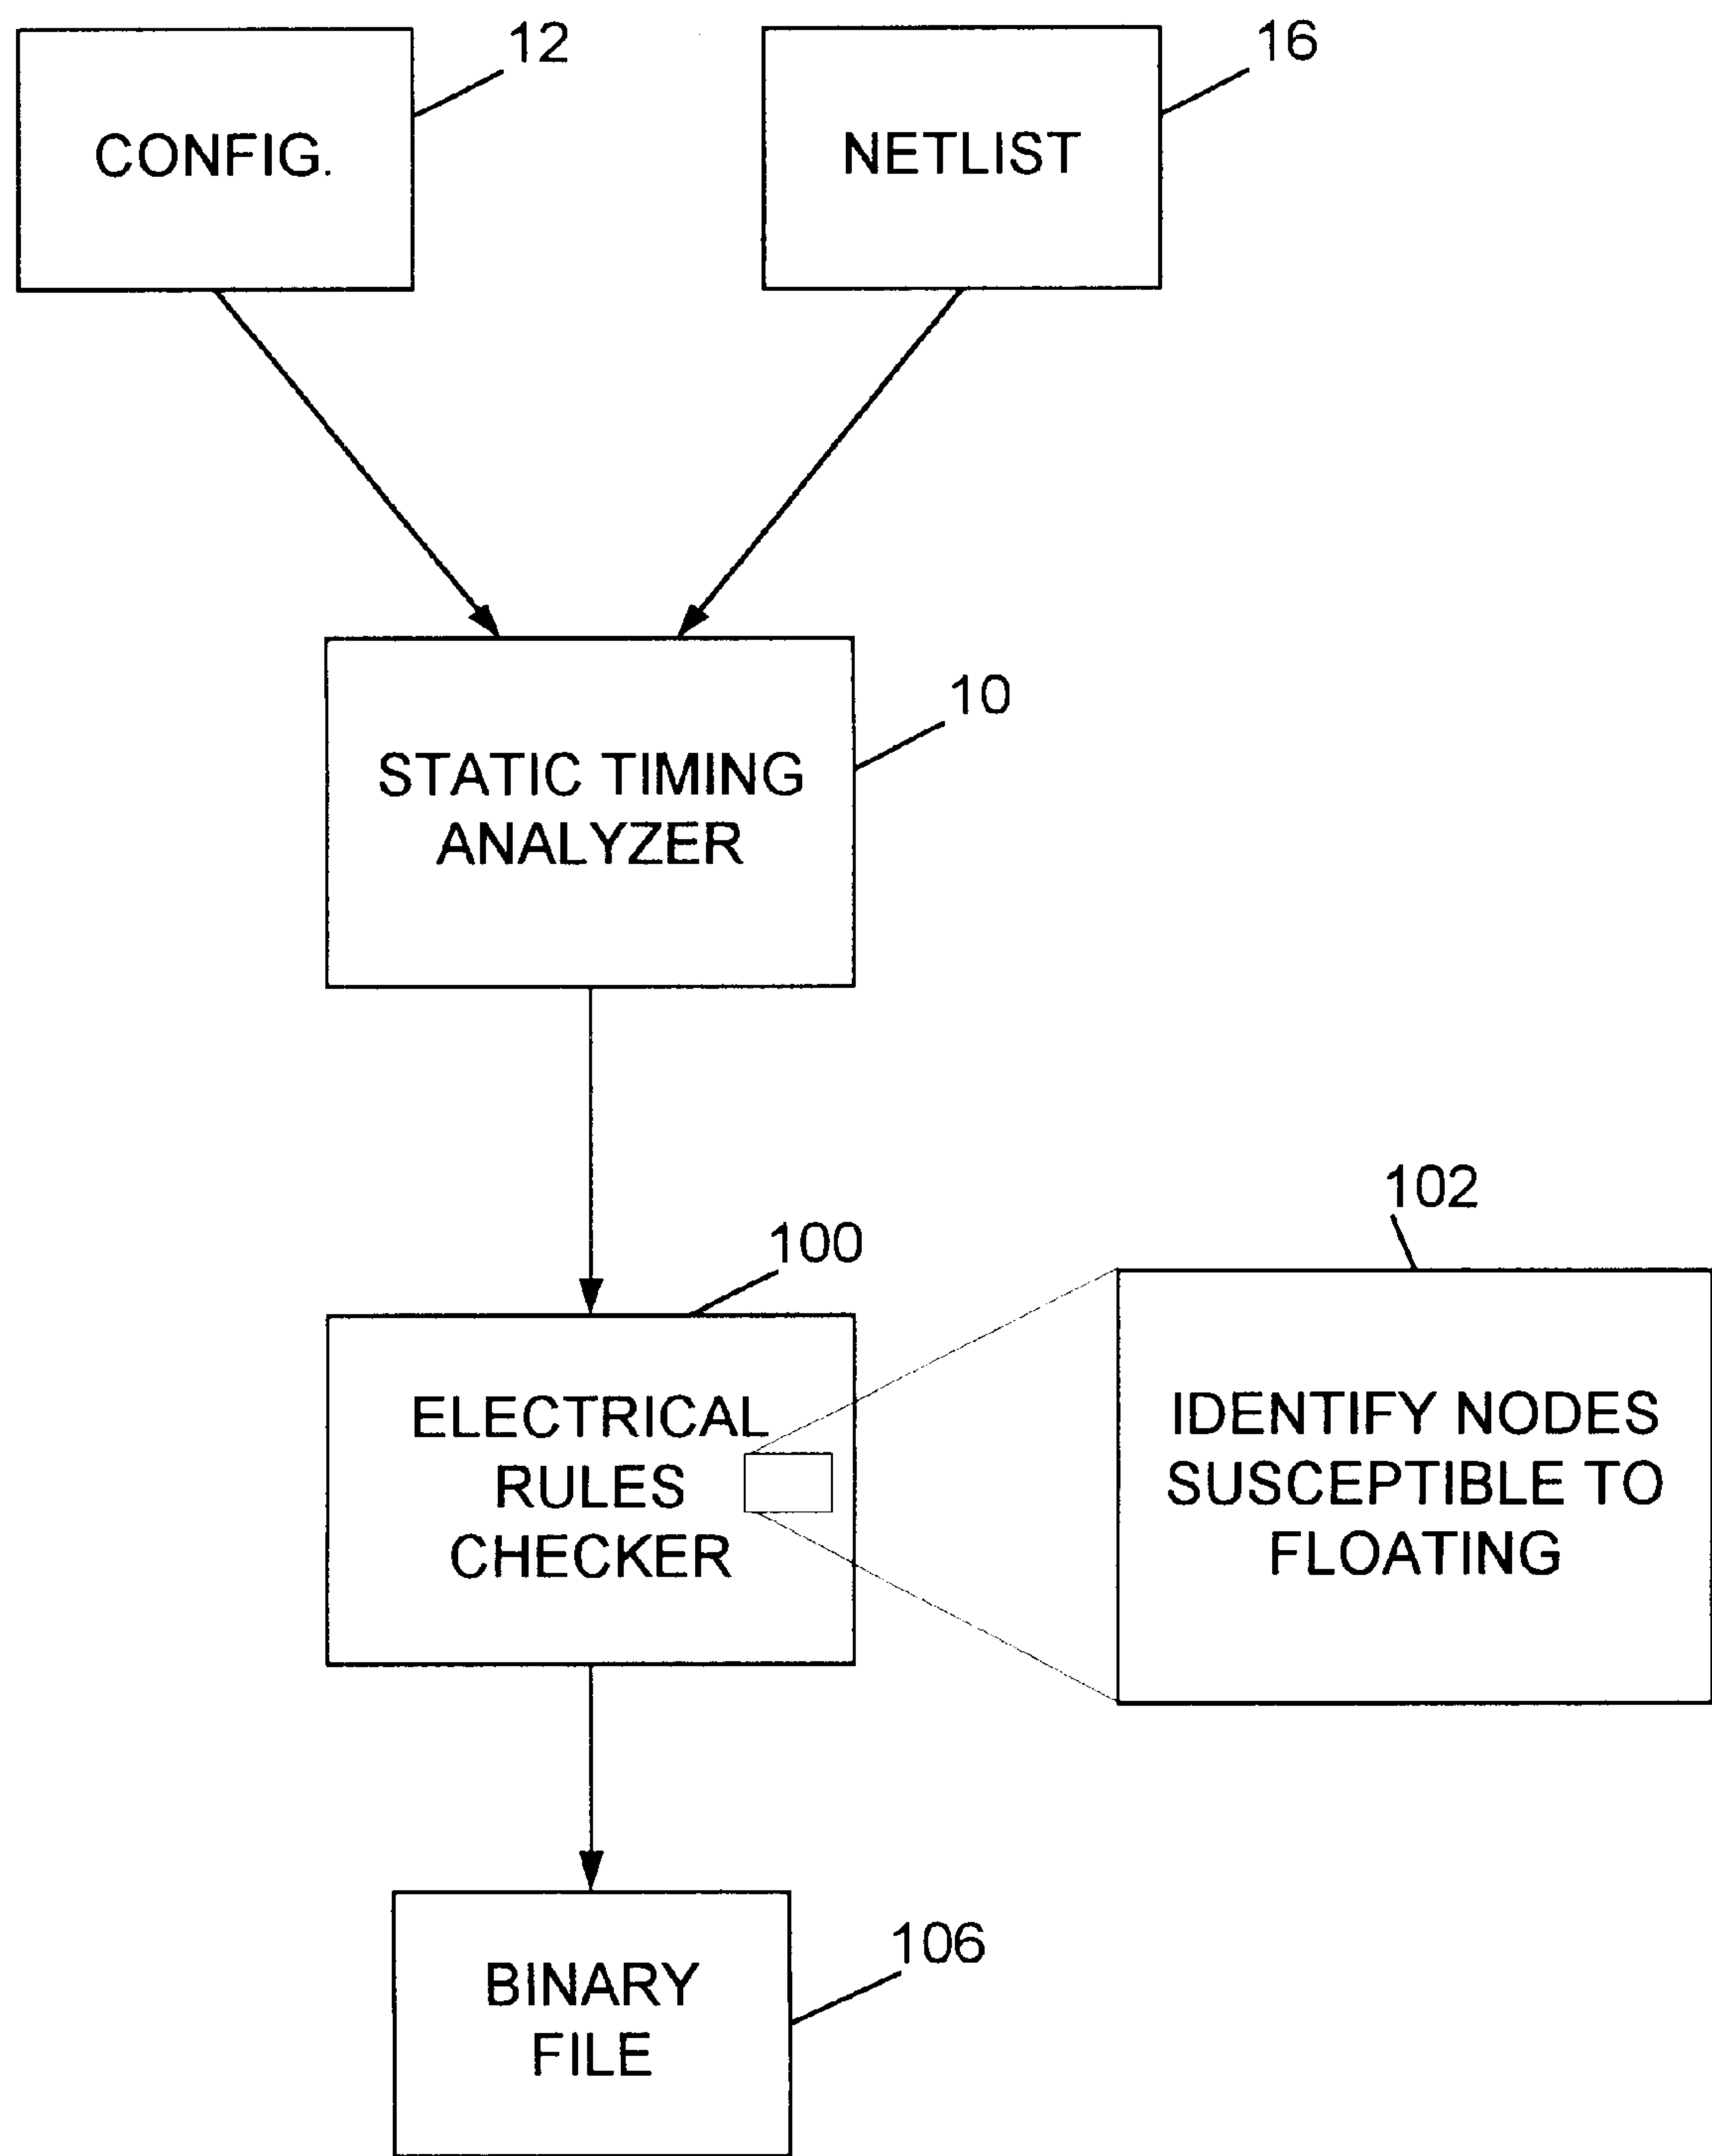 12
16
CONFIG.
NETLIST
10
STATIC TIMING
ANALYZER
102
100
ELECTRICAL
RULES
CHECKER
IDENTIFY NODES
SUSCEPTIBLE TO
FLOATING
106
BINARY
FILE